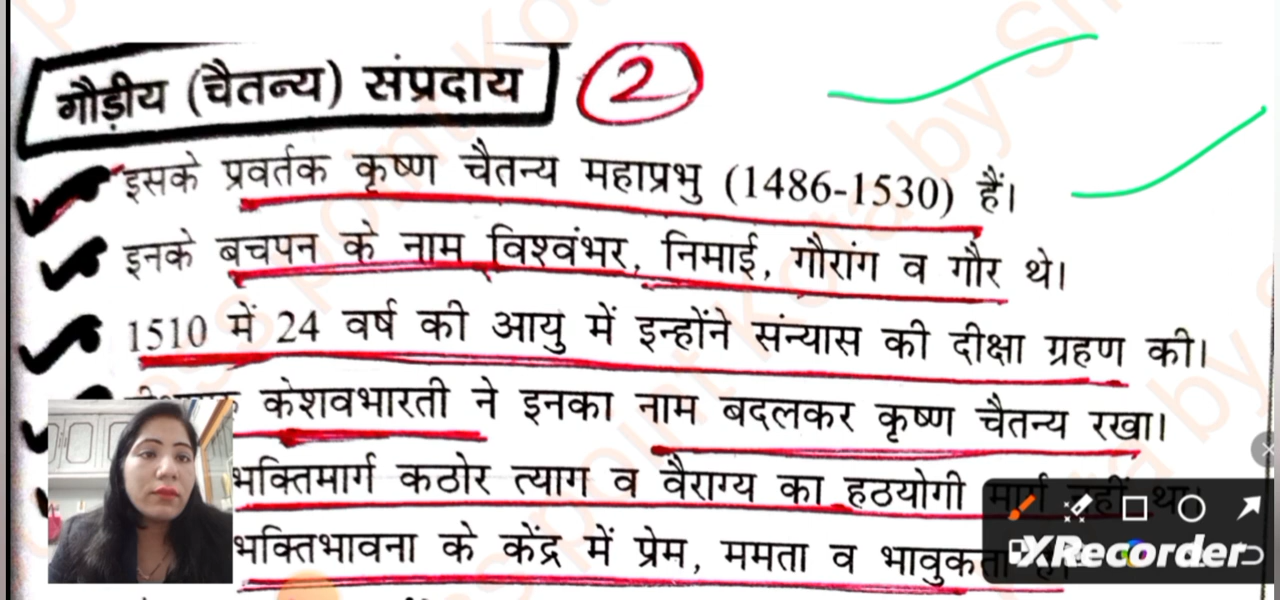 गौड़ीय (चैतन्य) संप्रदाय 2
इसके प्रवर्तक कृष्ण चैतन्य महाप्रभु (1486-1530) हैं।
इनके बचपन के नाम विश्वंभर, निमाई, गौरांग व गौर थे।
1510 में 24 वर्ष की आयु में इन्होंने संन्यास की दीक्षा ग्रहण की।
केशवभारती ने इनका नाम बदलकर कृष्ण चैतन्य रखा।
भक्तिमार्ग कठोर त्याग व वैराग्य का हठयोगी मार्ग नहीं था।
भक्तिभावना के केंद्र में प्रेम, ममता व भावुकता है।
XRecorder